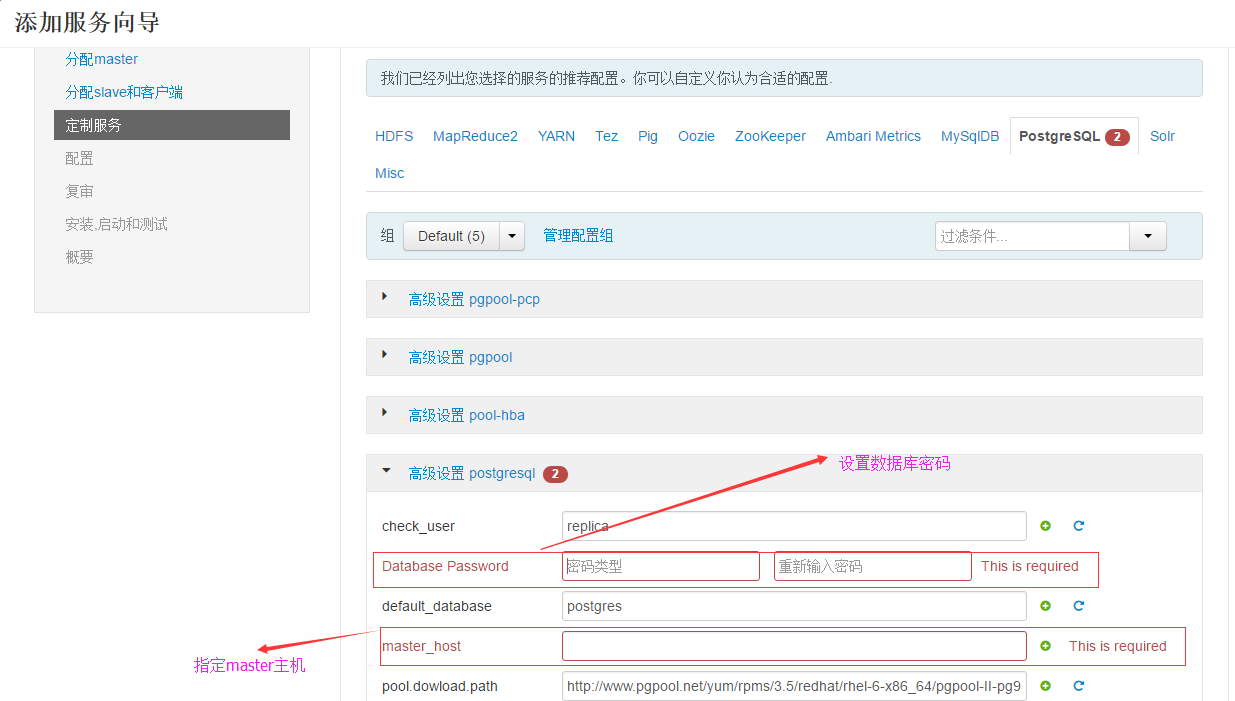 添加服务向导
分配master
分配slave和客户端
定制服务
配置
复审
安装,启动和测试
概要
我们已经列出您选择的服务的推荐配置。你可以自定义你认为合适的配置.
HDFS MapReduce2 YARN Tez Pig Oozie ZooKeeper Ambari Metrics MySqlDB PostgreSQL 2 Solr
Misc
组 Default (5) 管理配置组 过滤条件...
高级设置 pgpool-pcp
高级设置 pgpool
高级设置 pool-hba
高级设置 postgresql 2
设置数据库密码
check_user replica
Database Password 密码类型 重新输入密码 This is required
default_database postgres
master_host This is required
指定master主机
pool.dowload.path http://www.pgpool.net/yum/rpms/3.5/redhat/rhel-6-x86_64/pgpool-II-pg9